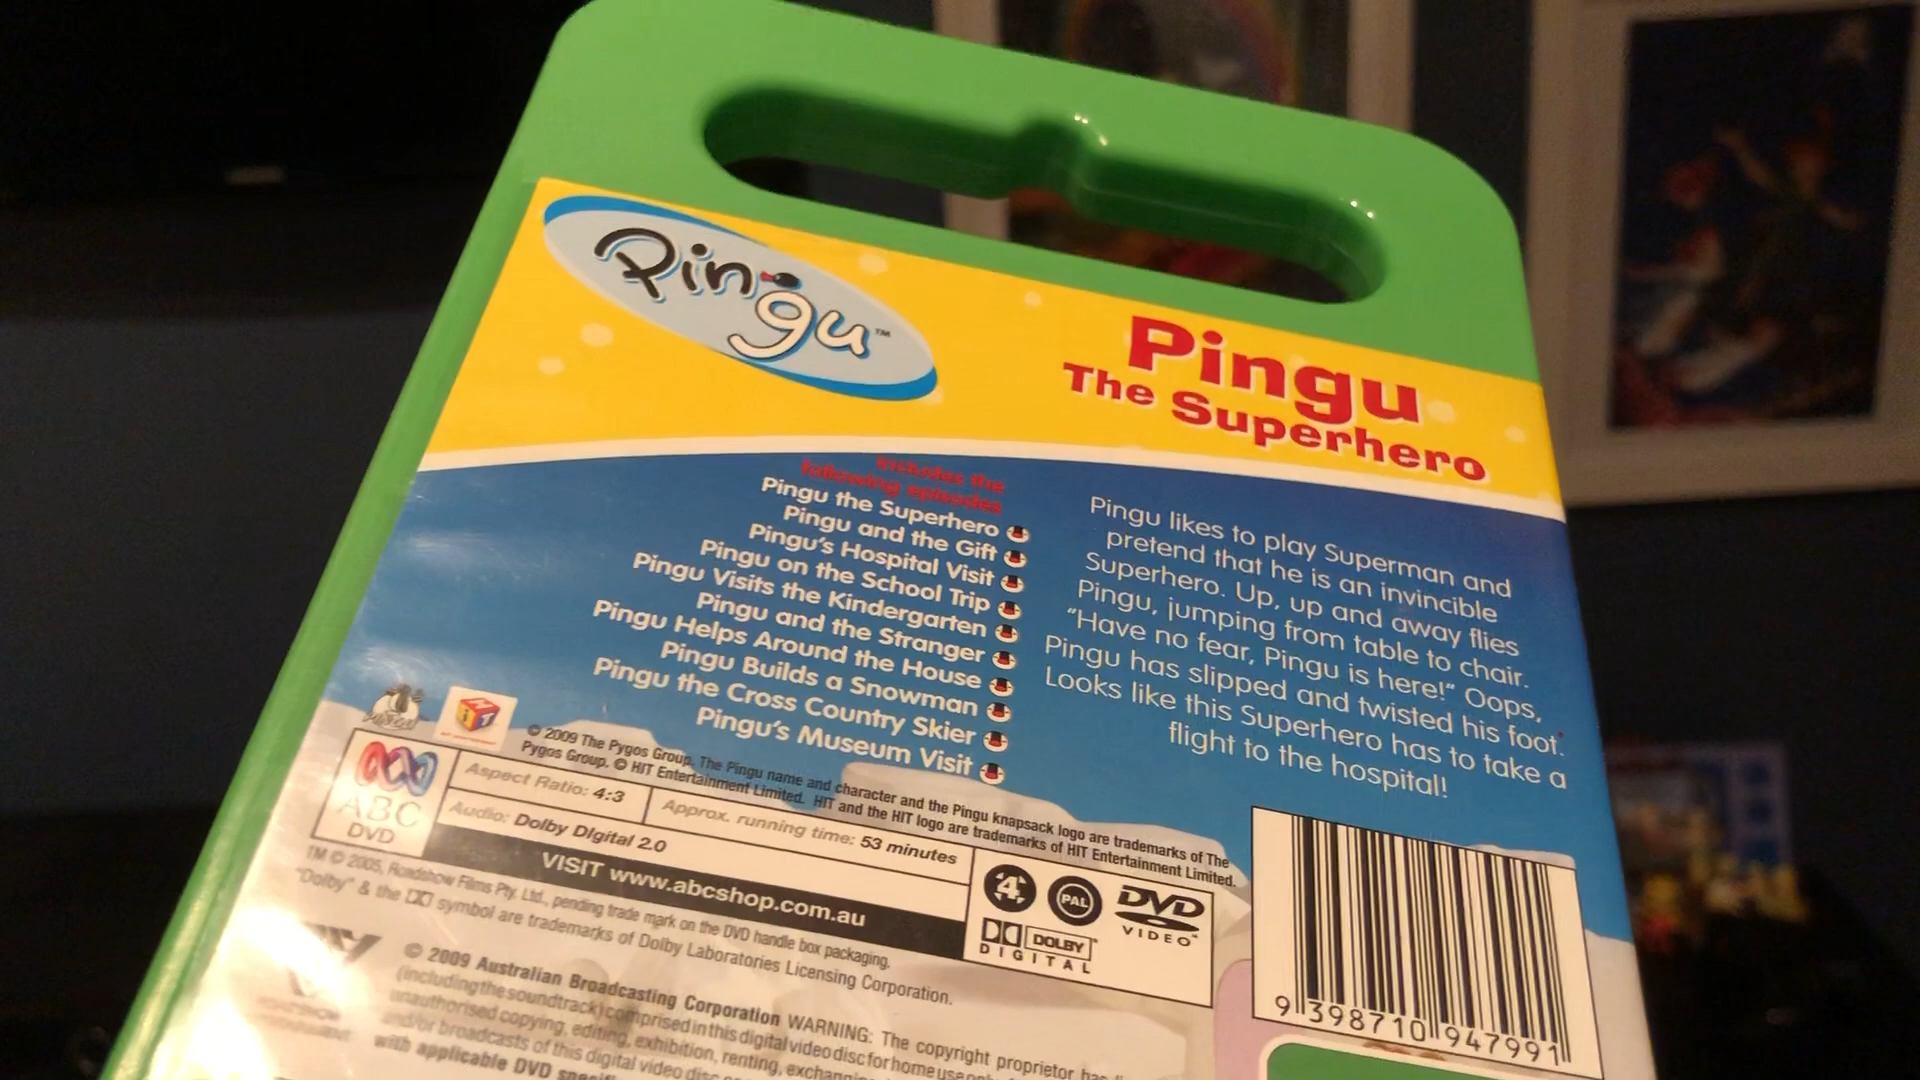 Pingu™
Pingu
The Superhero
Includes the
following episodes
Pingu the Superhero
Pingu and the Gift
Pingu's Hospital Visit
Pingu on the School Trip
Pingu Visits the Kindergarten
Pingu and the Stranger
Pingu Helps Around the House
Pingu Builds a Snowman
Pingu the Cross Country Skier
Pingu's Museum Visit
Pingu likes to play Superman and
pretend that he is an invincible
Superhero. Up, up and away flies
Pingu, jumping from table to chair.
"Have no fear, Pingu is here!" Oops,
Pingu has slipped and twisted his foot.
Looks like this Superhero has to take a
flight to the hospital!
HIT
© 2009 The Pygos Group. The Pingu name and character and the Pingu knapsack logo are trademarks of The
Pygos Group. © HIT Entertainment Limited. HIT and the HIT logo are trademarks of HIT Entertainment Limited.
ABC
DVD
Aspect Ratio: 4:3
Approx. running time: 53 minutes
Audio: Dolby Digital 2.0
VISIT www.abcshop.com.au
4
PAL
DVD
VIDEO™
DOLBY
DIGITAL
TM © 2005, Roadshow Films Pty. Ltd., pending trade mark on the DVD handle box packaging.
"Dolby" & the symbol are trademarks of Dolby Laboratories Licensing Corporation.
© 2009 Australian Broadcasting Corporation WARNING: The copyright proprietor
(including the soundtrack) comprised in this digital video disc for home use
unauthorised copying, editing, exhibition, renting,
and/or broadcasts of this digital video disc
with applicable DVD
9 398710 947991